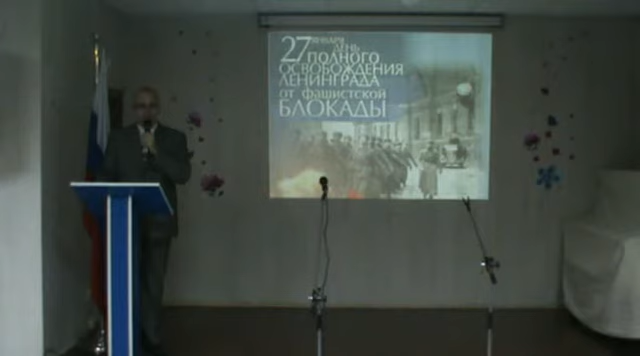 27 ЯНВАРЯ
ДЕНЬ
ПОЛНОГО
ОСВОБОЖДЕНИЯ
ЛЕНИНГРАДА
ОТ ФАШИСТСКОЙ
БЛОКАДЫ